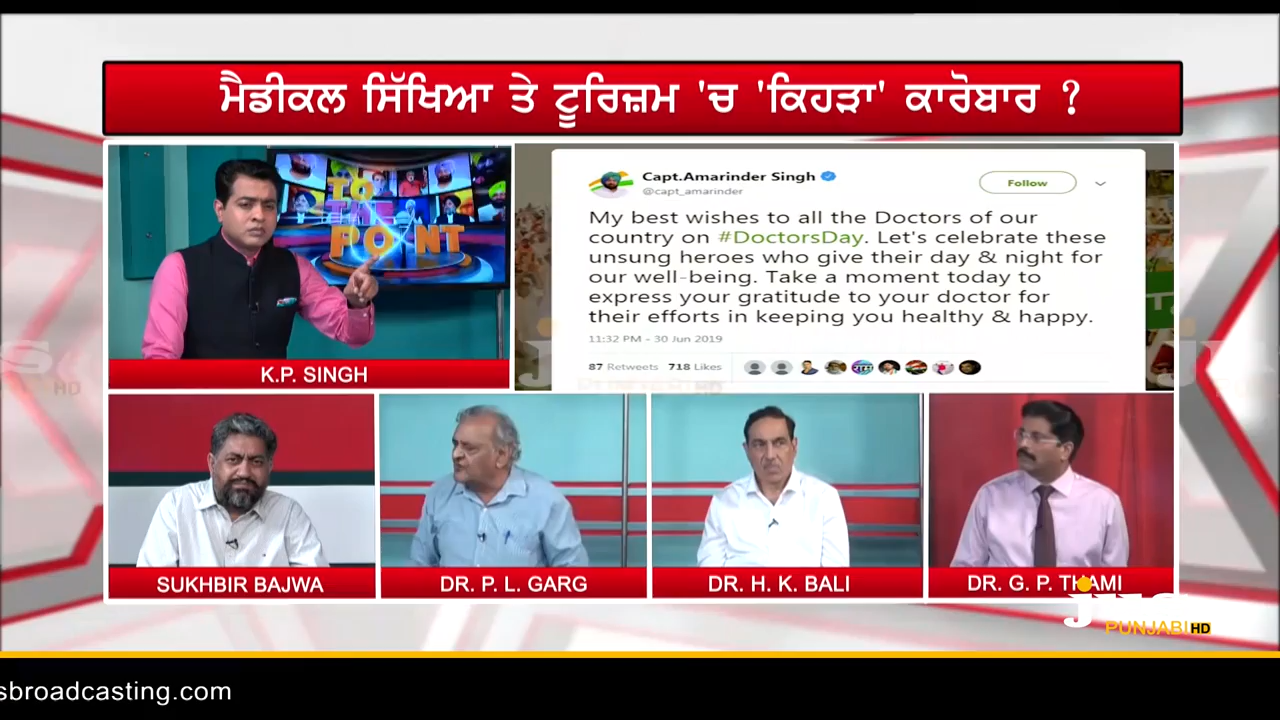 ਮੈਡੀਕਲ ਸਿੱਖਿਆ ਤੇ ਟੂਰਿਜ਼ਮ 'ਚ 'ਕਿਹੜਾ' ਕਾਰੋਬਾਰ ?
TO
THE
POINT
K.P. SINGH
Capt.Amarinder Singh
@capt_amarinder
Follow
My best wishes to all the Doctors of our
country on #DoctorsDay. Let's celebrate these
unsung heroes who give their day & night for
our well-being. Take a moment today to
express your gratitude to your doctor for
their efforts in keeping you healthy & happy.
11:32 PM - 30 Jun 2019
87 Retweets 718 Likes
SUKHBIR BAJWA
DR. P. L. GARG
DR. H. K. BALI
DR. G. P. THAMI
PUNJABI HD
sbroadcasting.com